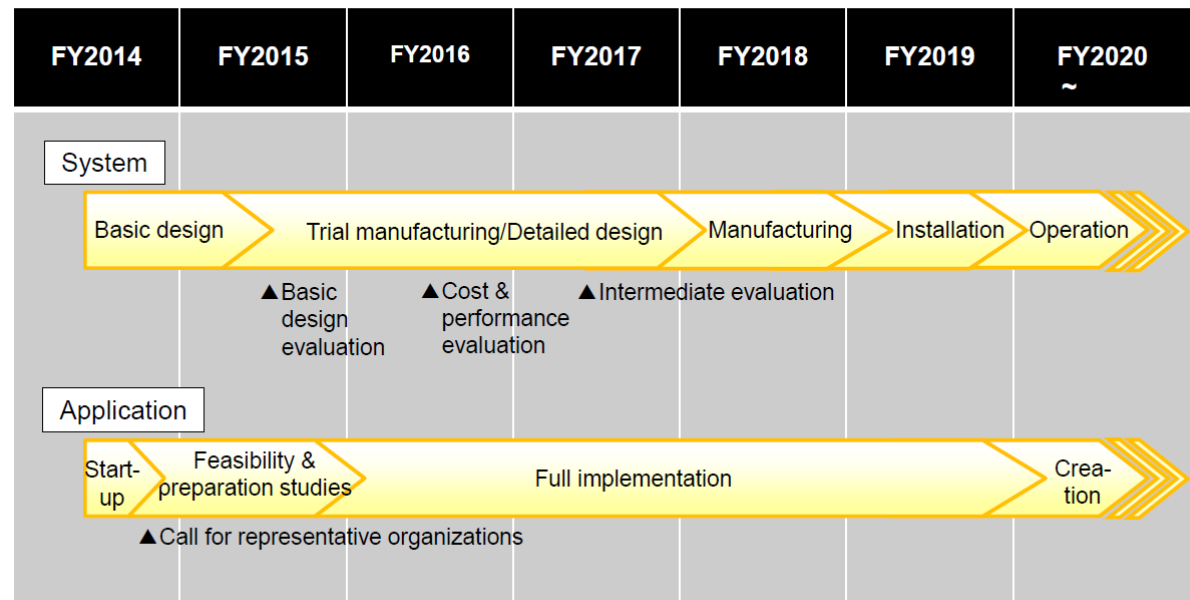 FY2014 FY2015 FY2016 FY2017 FY2018 FY2019 FY2020
~
System
Basic design
Trial manufacturing/Detailed design
Manufacturing
Installation
Operation
▲Basic
design
evaluation
▲Cost &
performance
evaluation
▲Intermediate evaluation
Application
Start-
up
Feasibility &
preparation studies
Full implementation
Crea-
tion
▲Call for representative organizations